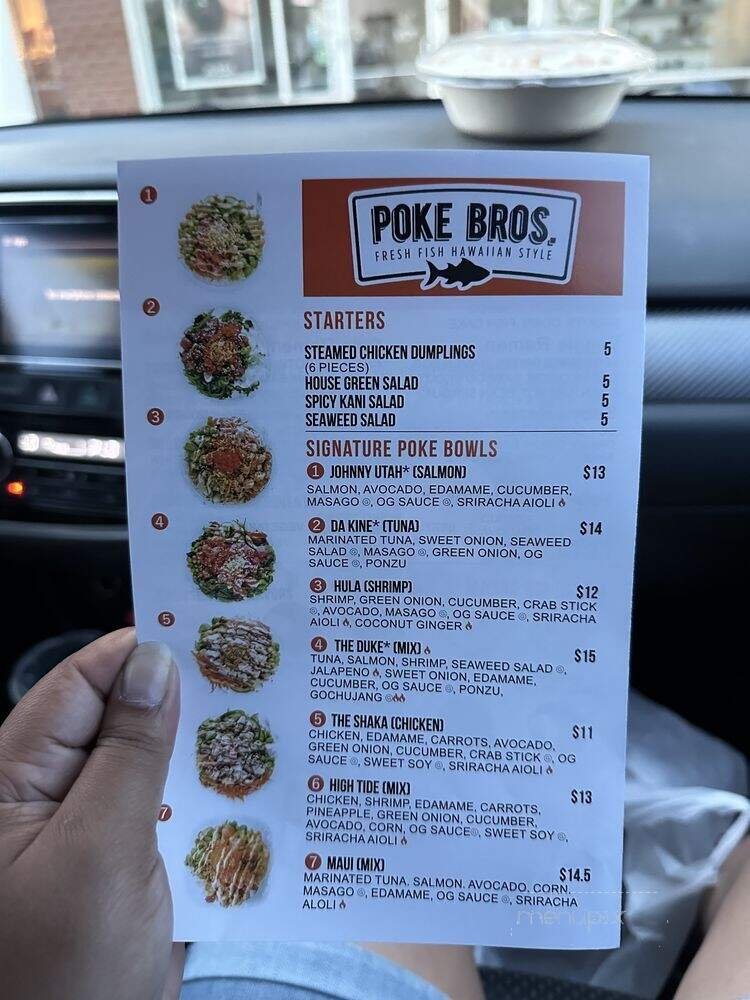 POKE BROS.
FRESH FISH HAWAIIAN STYLE
STARTERS
STEAMED CHICKEN DUMPLINGS 5
(6 PIECES)
HOUSE GREEN SALAD 5
SPICY KANI SALAD 5
SEAWEED SALAD 5
SIGNATURE POKE BOWLS
1 JOHNNY UTAH* (SALMON) $13
SALMON, AVOCADO, EDAMAME, CUCUMBER,
MASAGO, OG SAUCE, SRIRACHA AIOLI
2 DA KINE* (TUNA) $14
MARINATED TUNA, SWEET ONION, SEAWEED
SALAD, MASAGO, GREEN ONION, OG
SAUCE, PONZU
3 HULA (SHRIMP) $12
SHRIMP, GREEN ONION, CUCUMBER, CRAB STICK
, AVOCADO, MASAGO, OG SAUCE, SRIRACHA
AIOLI, COCONUT GINGER
4 THE DUKE* (MIX) $15
TUNA, SALMON, SHRIMP, SEAWEED SALAD,
JALAPENO, SWEET ONION, EDAMAME,
CUCUMBER, OG SAUCE, PONZU,
GOCHUJANG
5 THE SHAKA (CHICKEN) $11
CHICKEN, EDAMAME, CARROTS, AVOCADO,
GREEN ONION, CUCUMBER, CRAB STICK, OG
SAUCE, SWEET SOY, SRIRACHA AIOLI
6 HIGH TIDE (MIX) $13
CHICKEN, SHRIMP, EDAMAME, CARROTS,
PINEAPPLE, GREEN ONION, CUCUMBER,
AVOCADO, CORN, OG SAUCE, SWEET SOY,
SRIRACHA AIOLI
7 MAUI (MIX) $14.5
MARINATED TUNA, SALMON, AVOCADO, CORN,
MASAGO, EDAMAME, OG SAUCE, SRIRACHA
ALOLI
1
2
3
4
5
7
menupix